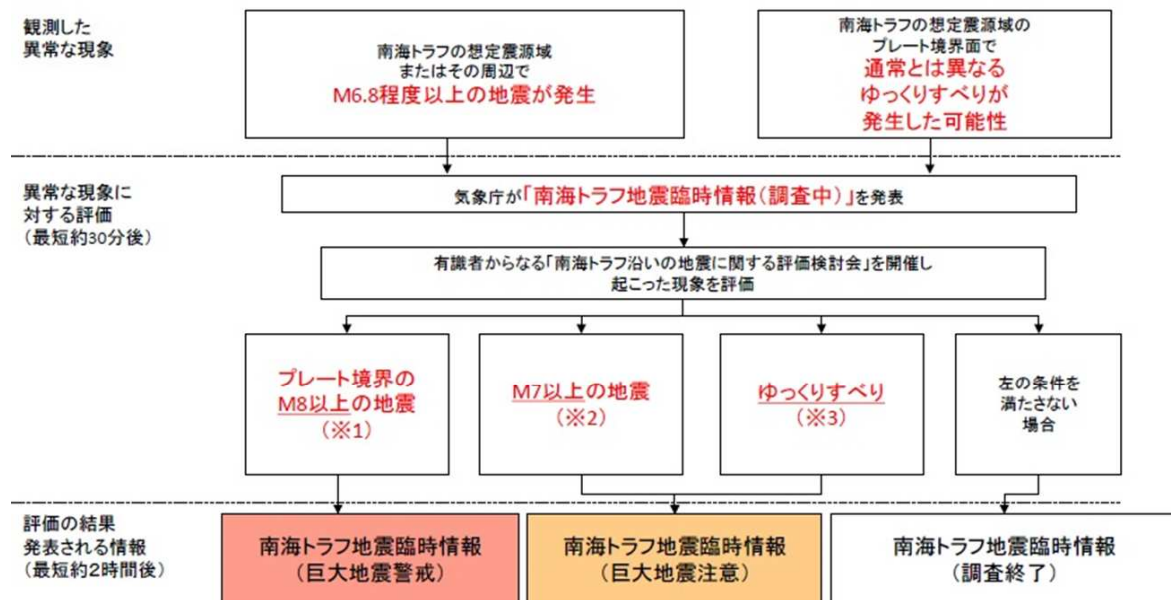 観測した
異常な現象
南海トラフの想定震源域
またはその周辺で
M6.8程度以上の地震が発生
南海トラフの想定震源域の
プレート境界面で
通常とは異なる
ゆっくりすべりが
発生した可能性
異常な現象に
対する評価
(最短約30分後)
気象庁が「南海トラフ地震臨時情報(調査中)」を発表
有識者からなる「南海トラフ沿いの地震に関する評価検討会」を開催し
起こった現象を評価
プレート境界の
M8以上の地震
(※1)
M7以上の地震
(※2)
ゆっくりすべり
(※3)
左の条件を
満たさない
場合
評価の結果
発表される情報
(最短約2時間後)
南海トラフ地震臨時情報
(巨大地震警戒)
南海トラフ地震臨時情報
(巨大地震注意)
南海トラフ地震臨時情報
(調査終了)